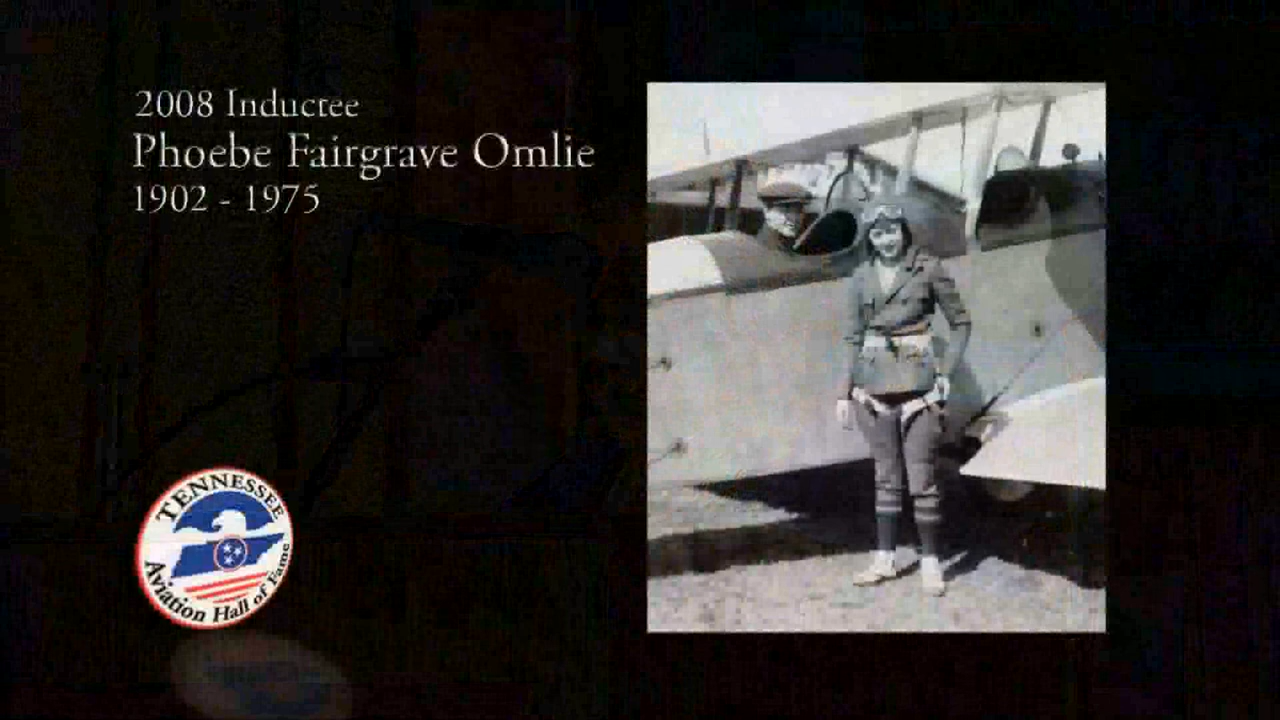 2008 Inductee
Phoebe Fairgrave Omlie
1902 - 1975
TENNESSEE
Aviation Hall of Fame